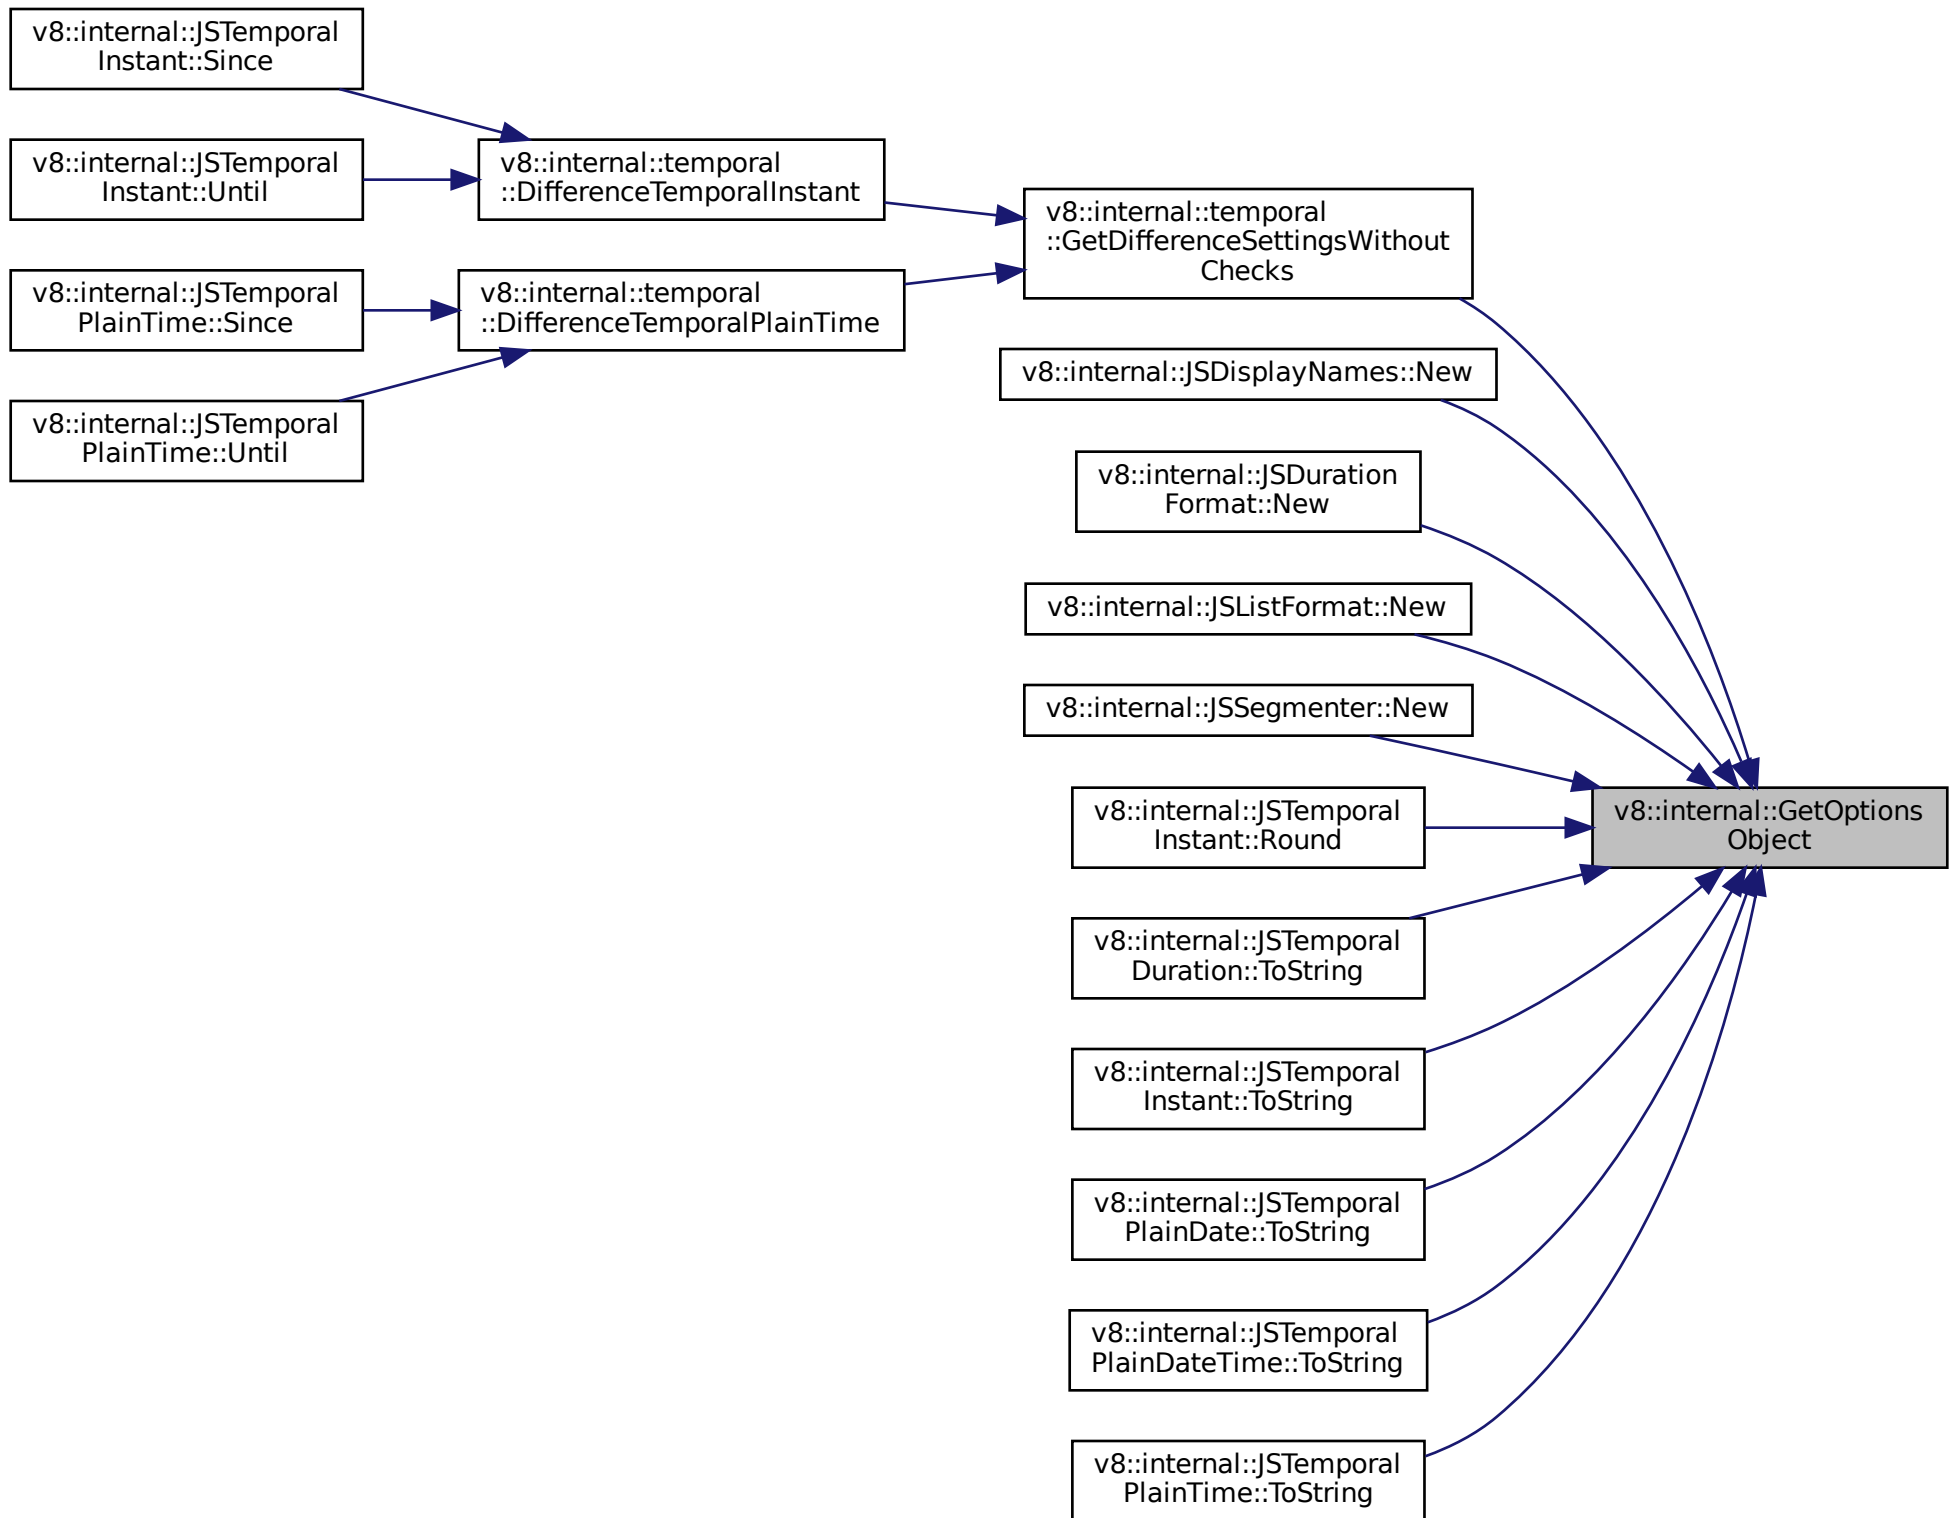 v8::internal::JSTemporal
Instant::Since
v8::internal::JSTemporal
Instant::Until
v8::internal::JSTemporal
PlainTime::Since
v8::internal::JSTemporal
PlainTime::Until
v8::internal::temporal
::DifferenceTemporalInstant
v8::internal::temporal
::DifferenceTemporalPlainTime
v8::internal::temporal
::GetDifferenceSettingsWithout
Checks
v8::internal::JSDisplayNames::New
v8::internal::JSDuration
Format::New
v8::internal::JSListFormat::New
v8::internal::JSSegmenter::New
v8::internal::JSTemporal
Instant::Round
v8::internal::JSTemporal
Duration::ToString
v8::internal::JSTemporal
Instant::ToString
v8::internal::JSTemporal
PlainDate::ToString
v8::internal::JSTemporal
PlainDateTime::ToString
v8::internal::JSTemporal
PlainTime::ToString
v8::internal::GetOptions
Object